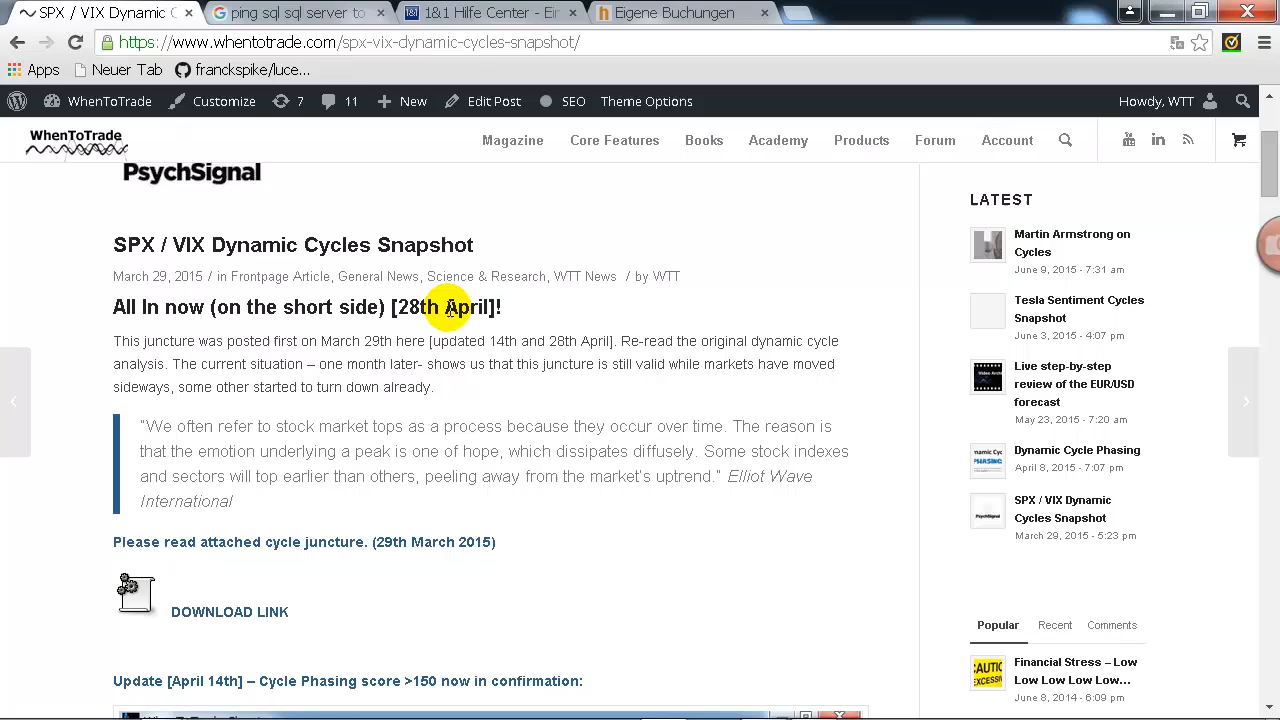 SPX / VIX Dynamic Cycles S
ping sql sql server to
1&1 Hilfe Center - Ein
Eigene Buchungen
https://www.whentotrade.com/spx-vix-dynamic-cycles-snapshot/
Apps Neuer Tab franckspike/luce...
WhenToTrade Customize 7 11 New Edit Post SEO Theme Options Howdy, WTT
WhenToTrade
Magazine Core Features Books Academy Products Forum Account
PsychSignal
SPX / VIX Dynamic Cycles Snapshot
March 29, 2015 / in Frontpage Article, General News, Science & Research, WTT News / by WTT
All In now (on the short side) [28th April]!
This juncture was posted first on March 29th here [updated 14th and 28th April]. Re-read the original dynamic cycle
analysis. The current situation – one month later- shows us that this juncture is still valid while markets have moved
sideways, some other started to turn down already.
"We often refer to stock market tops as a process because they occur over time. The reason is
that the emotion underlying a peak is one of hope, which dissipates diffusely. Some stock indexes
and sectors will top earlier than others, peeling away from the market's uptrend." Elliot Wave
International
Please read attached cycle juncture. (29th March 2015)
DOWNLOAD LINK
Update [April 14th] – Cycle Phasing score >150 now in confirmation:
LATEST
Martin Armstrong on
Cycles
June 9, 2015 - 7:31 am
Tesla Sentiment Cycles
Snapshot
June 3, 2015 - 7:07 pm
Live step-by-step
review of the EUR/USD
forecast
May 23, 2015 - 7:20 am
Dynamic Cycle Phasing
April 8, 2015 - 7:07 pm
SPX / VIX Dynamic
Cycles Snapshot
March 29, 2015 - 5:23 pm
Popular Recent Comments
Financial Stress – Low
Low Low Low Low...
June 8, 2014 - 6:09 pm